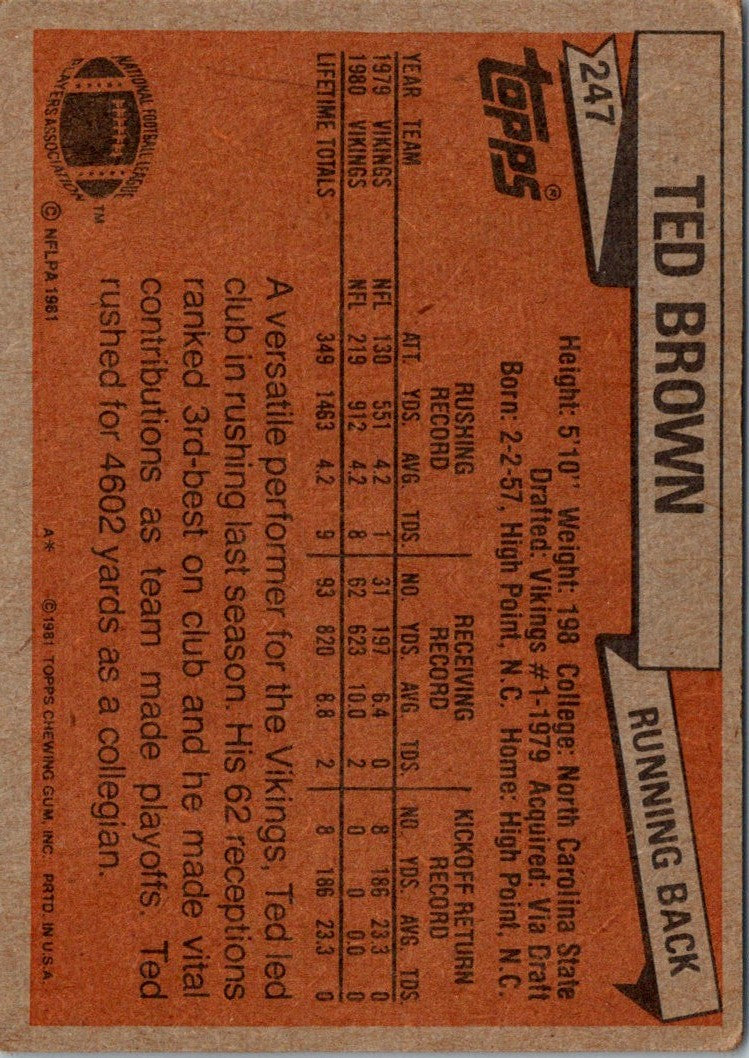 247
TED BROWN
RUNNING BACK
TOPPS®
Height: 5'10" Weight: 198 College: North Carolina State
Drafted: Vikings #1-1979 Acquired: Via Draft
Born: 2-2-57, High Point, N.C. Home: High Point, N.C.
RUSHING RECORD RECEIVING RECORD KICKOFF RETURN RECORD
YEAR TEAM ATT. YDS. AVG. TDS. NO. YDS. AVG. TDS. NO. YDS. AVG. TDS.
1979 VIKINGS NFL 130 551 4.2 1 31 197 6.4 0 8 186 23.3 0
1980 VIKINGS NFL 219 912 4.2 8 62 623 10.0 2 0 0 0.0 0
LIFETIME TOTALS 349 1463 4.2 9 93 820 8.8 2 8 186 23.3 0
A versatile performer for the Vikings, Ted led
club in rushing last season. His 62 receptions
ranked 3rd-best on club and he made vital
contributions as team made playoffs. Ted
rushed for 4602 yards as a collegian.
NATIONAL FOOTBALL LEAGUE
PLAYERS ASSOCIATION
TM
© NFLPA 1981
A* © 1981 TOPPS CHEWING GUM, INC. PRTD. IN U.S.A.